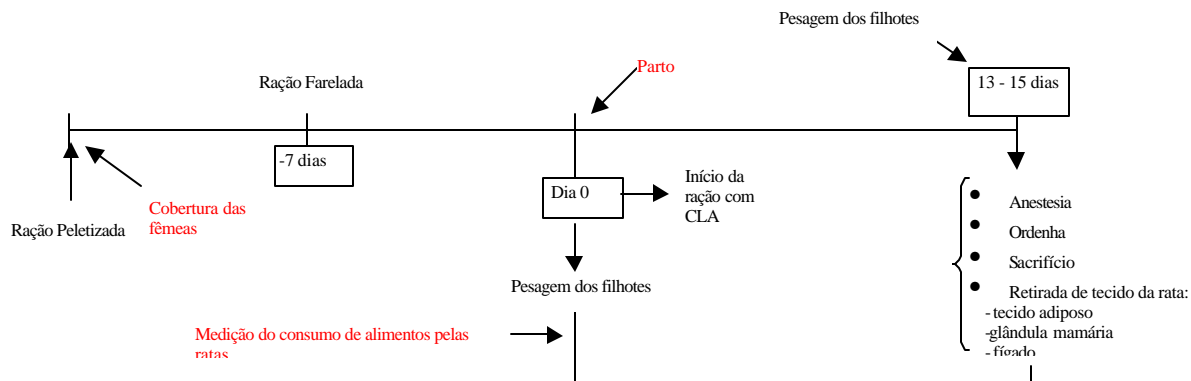 Pesagem dos filhotes
Parto
13 - 15 dias
Ração Farelada
-7 dias
Dia 0
Início da
ração com
CLA
Cobertura das
fêmeas
Ração Peletizada
• Anestesia
• Ordenha
• Sacrifício
• Retirada de tecido da rata:
- tecido adiposo
-glândula mamária
- fígado
Pesagem dos filhotes
Medição do consumo de alimentos pelas
ratas